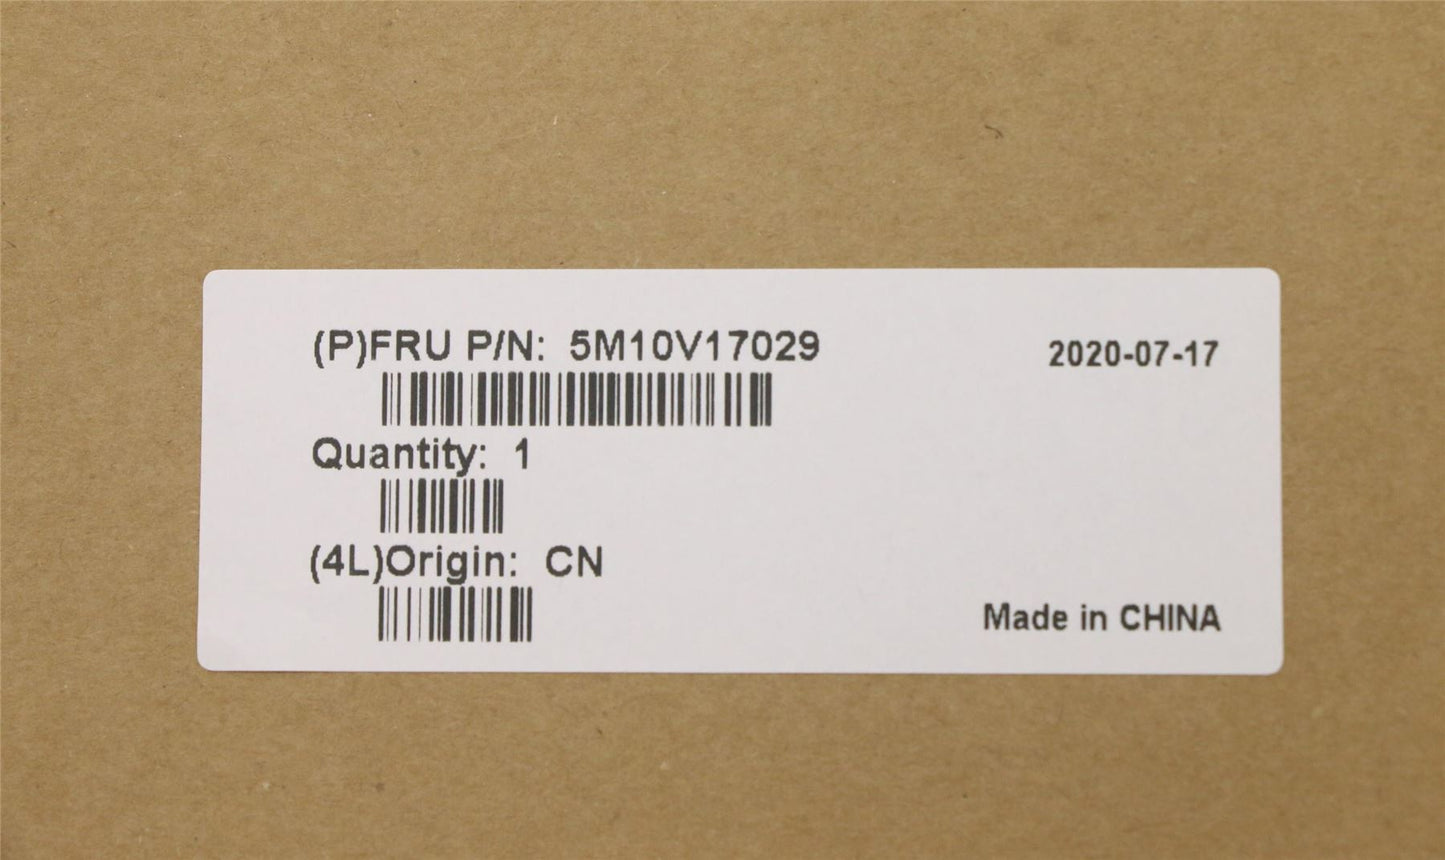 (P)FRU P/N: 5M10V17029
2020-07-17
Quantity: 1
(4L)Origin: CN
Made in CHINA